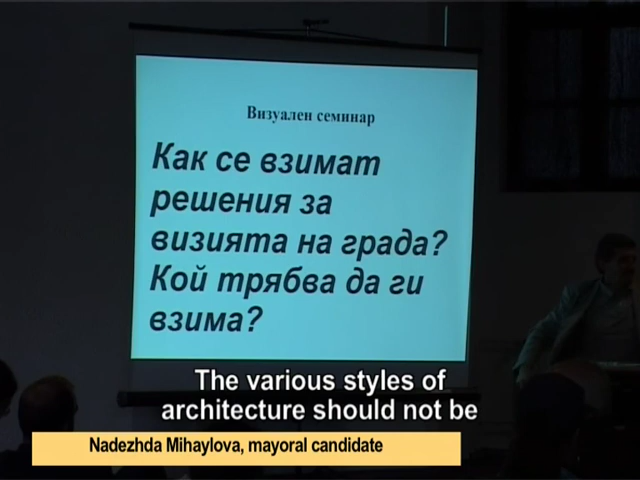 Визуален семинар
Как се взимат
решения за
визията на града?
Кой трябва да ги
взима?
The various styles of
architecture should not be
Nadezhda Mihaylova, mayoral candidate